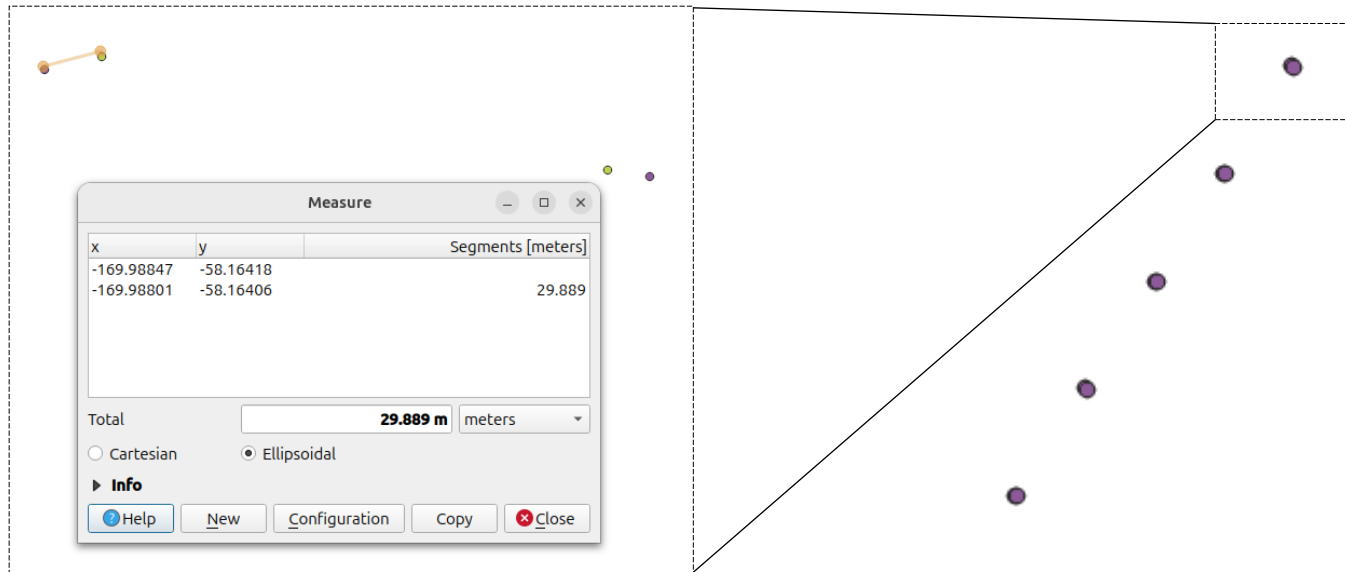 Measure
x y Segments [meters]
-169.98847 -58.16418
-169.98801 -58.16406 29.889
Total 29.889 m meters
Cartesian Ellipsoidal
Info
Help New Configuration Copy Close